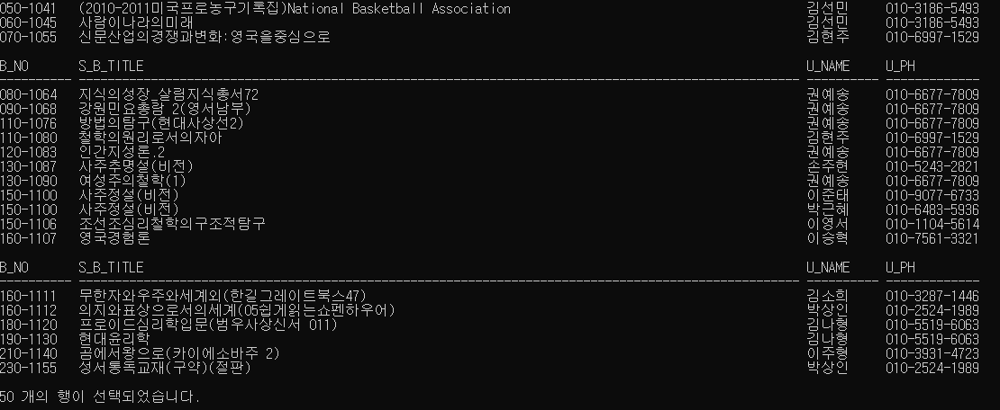 050-1041 (2010-2011미국프로농구기록집)National Basketball Association 김선민 010-3186-5493
060-1045 사람이나라의미래 김선민 010-3186-5493
070-1055 신문산업의경쟁과변화:영국을중심으로 김현주 010-6997-1529
B_NO S_B_TITLE U_NAME U_PH
080-1064 지식의성장_살림지식총서72 권예송 010-6677-7809
090-1068 강원민요총람 2(영서남부) 권예송 010-6677-7809
110-1076 방법의탐구(현대사상선2) 권예송 010-6677-7809
110-1080 철학의원리로서의자아 김현주 010-6997-1529
120-1083 인간지성론.2 권예송 010-6677-7809
130-1087 사주추명설(비전) 손주현 010-5243-2821
130-1090 여성주의철학(1) 권예송 010-6677-7809
150-1100 사주정설(비전) 이준태 010-9077-6733
150-1100 사주정설(비전) 박근혜 010-6483-5936
150-1106 조선조심리철학의구조적탐구 이영서 010-1104-5614
160-1107 영국경험론 이승혁 010-7561-3321
B_NO S_B_TITLE U_NAME U_PH
160-1111 무한자와우주와세계외(한길그레이트북스47) 김소희 010-3287-1446
160-1112 의지와표상으로서의세계(05쉽게읽는쇼펜하우어) 박상인 010-2524-1989
180-1120 프로이드심리학입문(범우사상신서 011) 김나형 010-5519-6063
190-1130 현대윤리학 김나형 010-5519-6063
210-1140 곰에서왕으로(카이에소바주 2) 이주형 010-3931-4723
230-1155 성서통독교재(구약)(절판) 박상인 010-2524-1989
50 개의 행이 선택되었습니다.